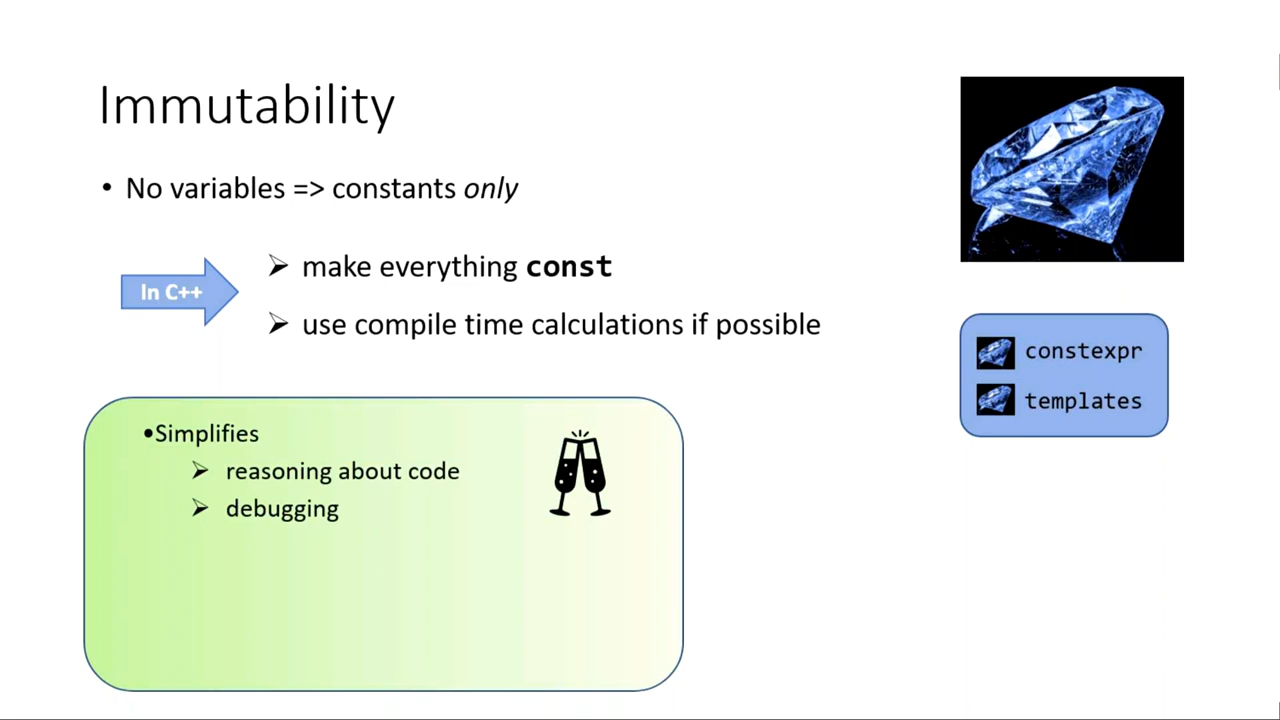 Immutability
• No variables => constants only
In C++
➢ make everything const
➢ use compile time calculations if possible
constexpr
templates
•Simplifies
➢ reasoning about code
➢ debugging